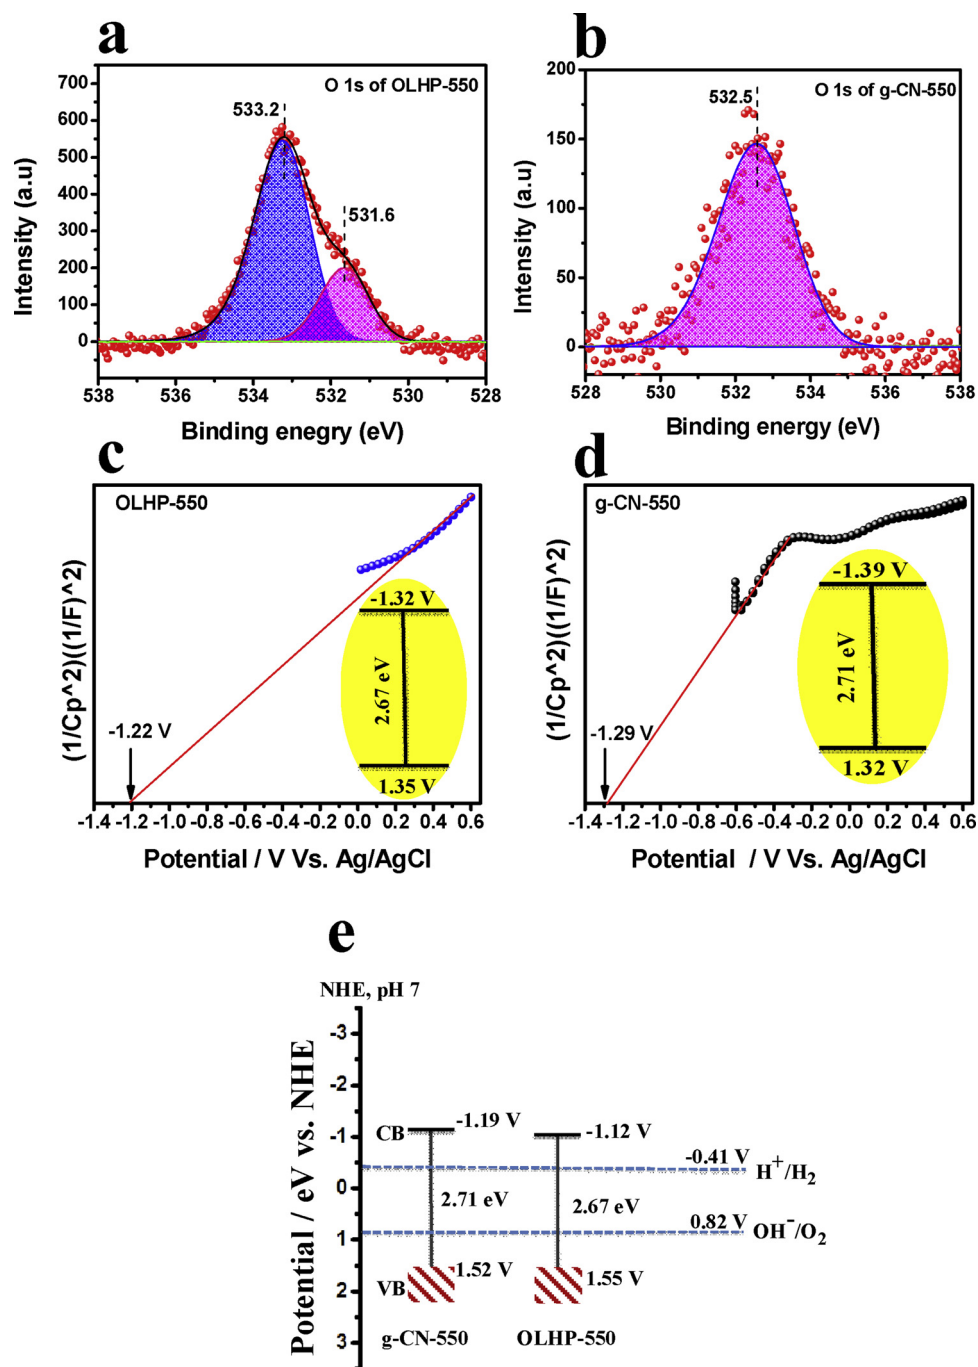 a
O 1s of OLHP-550
533.2
531.6
Intensity (a.u)
700
600
500
400
300
200
100
0
538 536 534 532 530 528
Binding enegry (eV)
b
O 1s of g-CN-550
532.5
Intensity (a.u)
200
150
100
50
0
528 530 532 534 536 538
Binding energy (eV)
c
OLHP-550
(1/Cp^2)((1/F)^2)
-1.32 V
2.67 eV
1.35 V
-1.22 V
-1.4 -1.2 -1.0 -0.8 -0.6 -0.4 -0.2 0.0 0.2 0.4 0.6
Potential / V Vs. Ag/AgCl
d
g-CN-550
(1/Cp^2)((1/F)^2)
-1.39 V
2.71 eV
1.32 V
-1.29 V
-1.4 -1.2 -1.0 -0.8 -0.6 -0.4 -0.2 0.0 0.2 0.4 0.6
Potential / V Vs. Ag/AgCl
e
NHE, pH 7
Potential / eV vs. NHE
-3
-2
-1
0
1
2
3
CB
-1.19 V
-1.12 V
-0.41 V
H⁺/H₂
2.71 eV
2.67 eV
0.82 V
OH⁻/O₂
VB
1.52 V
1.55 V
g-CN-550
OLHP-550